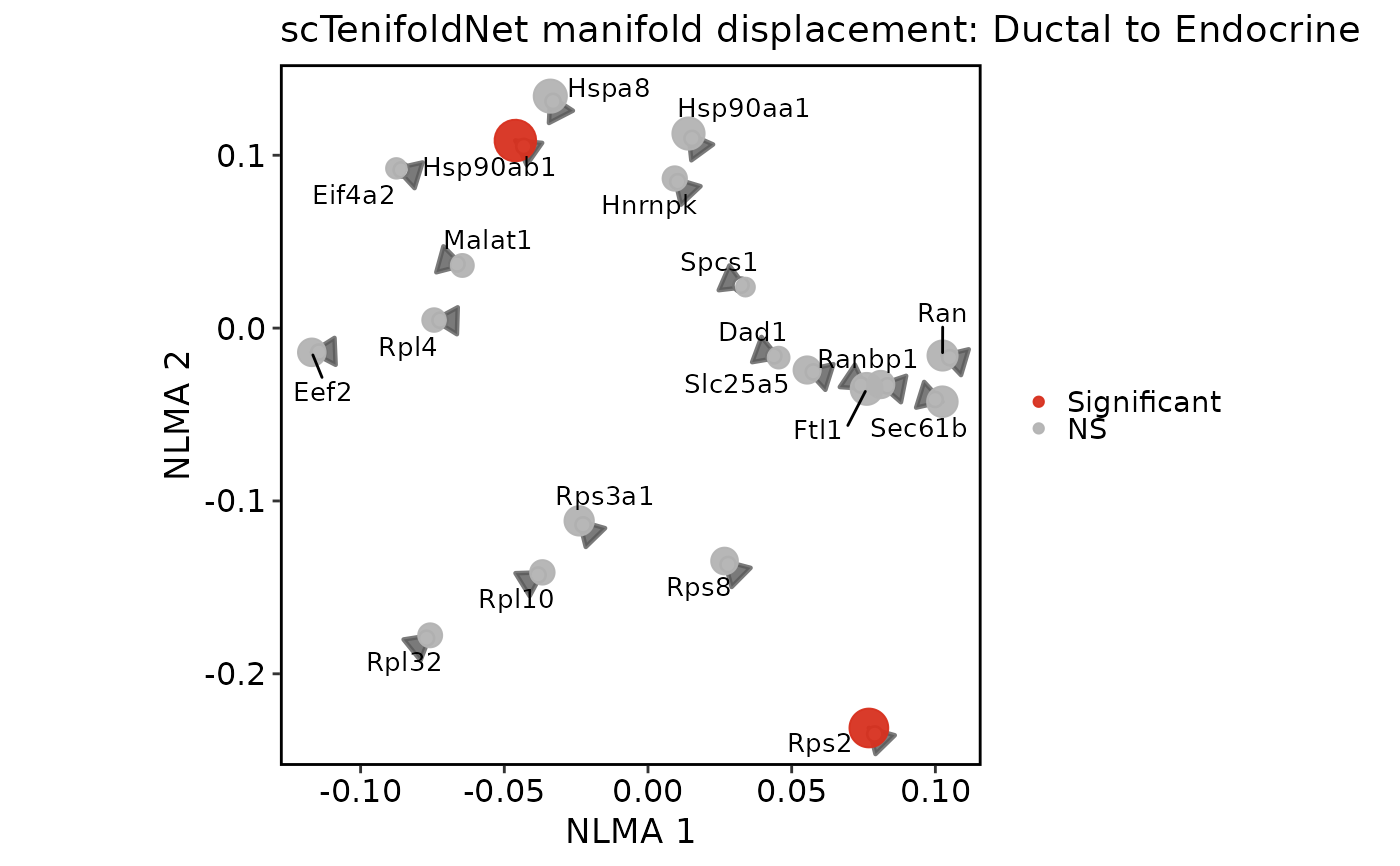 scTenifoldNet manifold displacement: Ductal to Endocrine
Hspa8
Hsp90aa1
0.1
Hsp90ab1
Eif4a2
Hnrnpk
Malat1
Spcs1
Ran
0.0
Dad1
Rpl4
Ranbp1
Slc25a5
Eef2
NLMA 2
Ftl1
Sec61b
Significant
NS
-0.1
Rps3a1
Rps8
Rpl10
Rpl32
-0.2
Rps2
-0.10
-0.05
0.00
0.05
0.10
NLMA 1